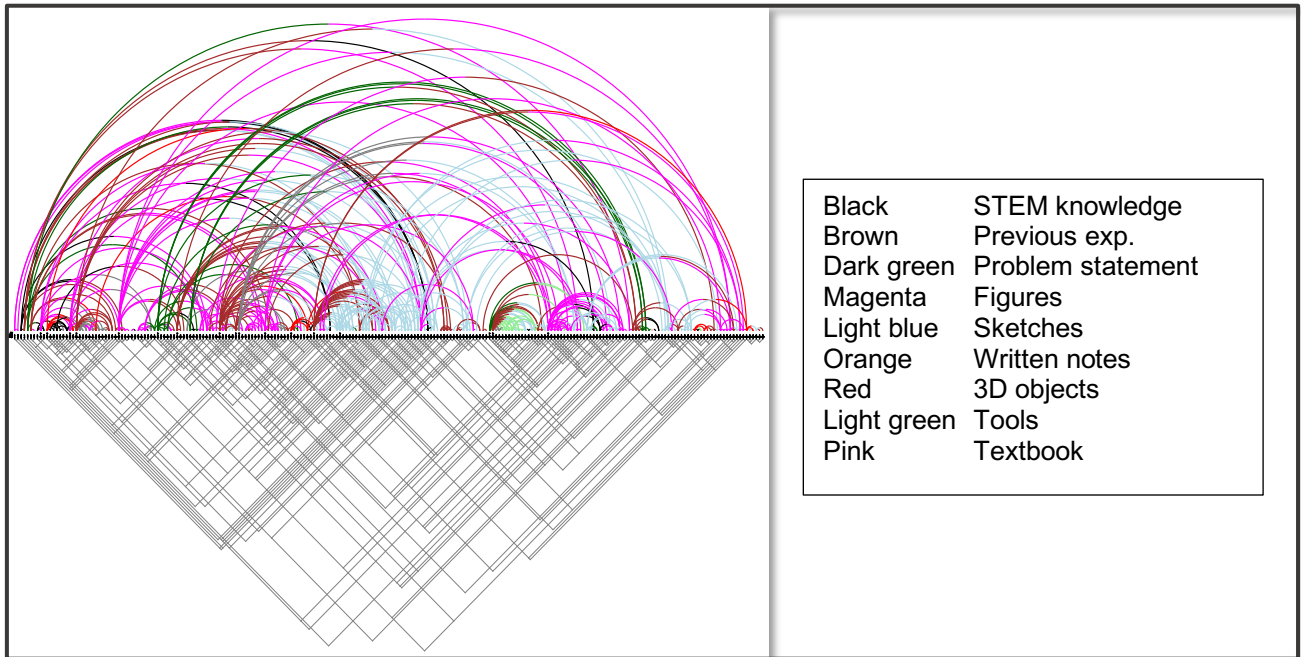 Black STEM knowledge
Brown Previous exp.
Dark green Problem statement
Magenta Figures
Light blue Sketches
Orange Written notes
Red 3D objects
Light green Tools
Pink Textbook